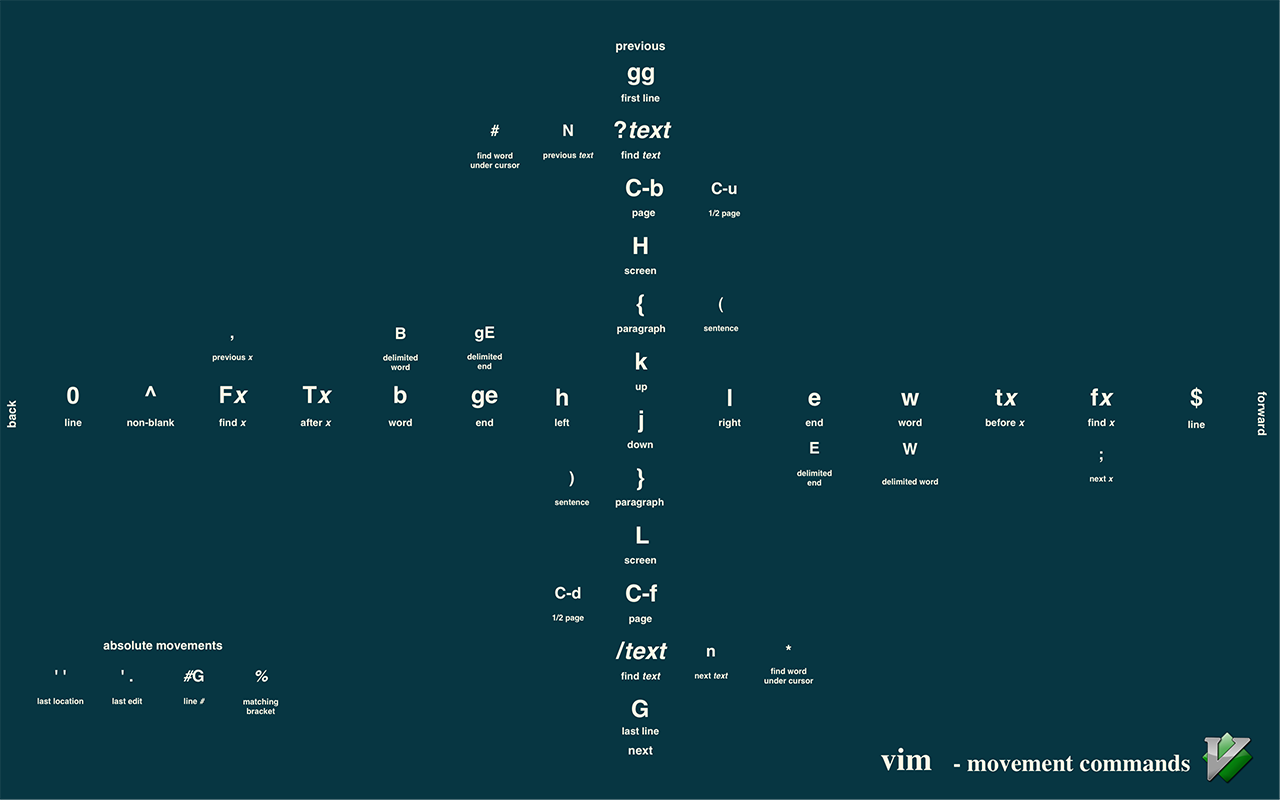 previous
gg
first line
# N ?text
find word under cursor previous text find text
C-b C-u
page 1/2 page
H
screen
{ (
paragraph sentence
k
up
, B gE
previous x delimited word delimited end
back 0 ^ Fx Tx b ge h l e w tx fx $ forward
line non-blank find x after x word end left right end word before x find x line
j
down
E W ;
delimited end delimited word next x
) }
sentence paragraph
L
screen
C-d C-f
1/2 page page
/text n *
find text next text find word under cursor
absolute movements
' ' ' . #G %
last location last edit line # matching bracket
G
last line
next
vim - movement commands